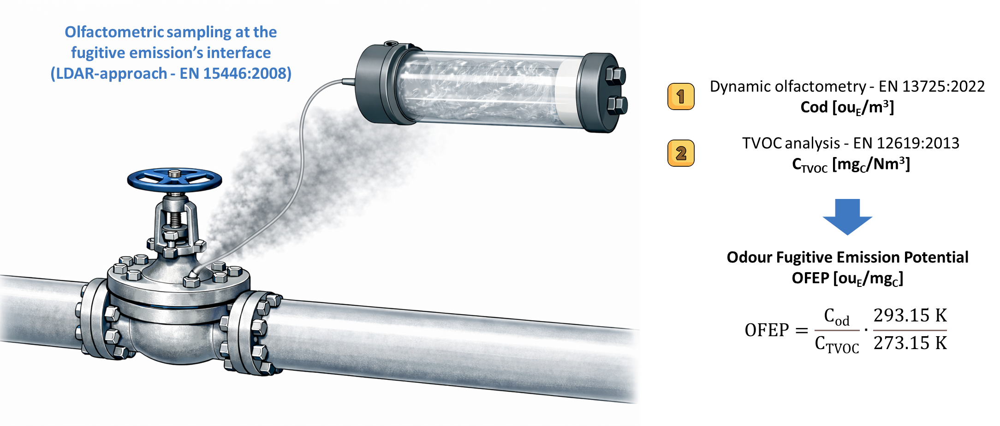 Olfactometric sampling at the
fugitive emission’s interface
(LDAR-approach - EN 15446:2008)
1
Dynamic olfactometry - EN 13725:2022
Cod [ouE/m³]
2
TVOC analysis - EN 12619:2013
CTVOC [mgC/Nm³]
Odour Fugitive Emission Potential
OFEP [ouE/mgC]
OFEP = Cod/CTVOC · 293.15 K/273.15 K